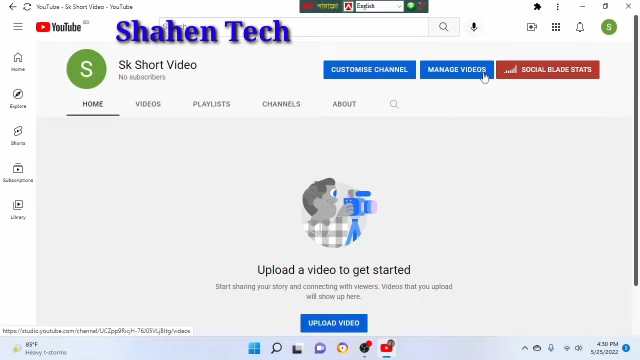 YouTube
Sk Short Video - YouTube
English
YouTube BD
Shahen Tech
Home
Explore
Shorts
Subscriptions
Library
S
Sk Short Video
No subscribers
CUSTOMISE CHANNEL
MANAGE VIDEOS
SOCIAL BLADE STATS
S
HOME
VIDEOS
PLAYLISTS
CHANNELS
ABOUT
Upload a video to get started
Start sharing your story and connecting with viewers. Videos that you upload
will show up here.
UPLOAD VIDEO
85°F
Heavy t-storms
4:30 PM
5/25/2022